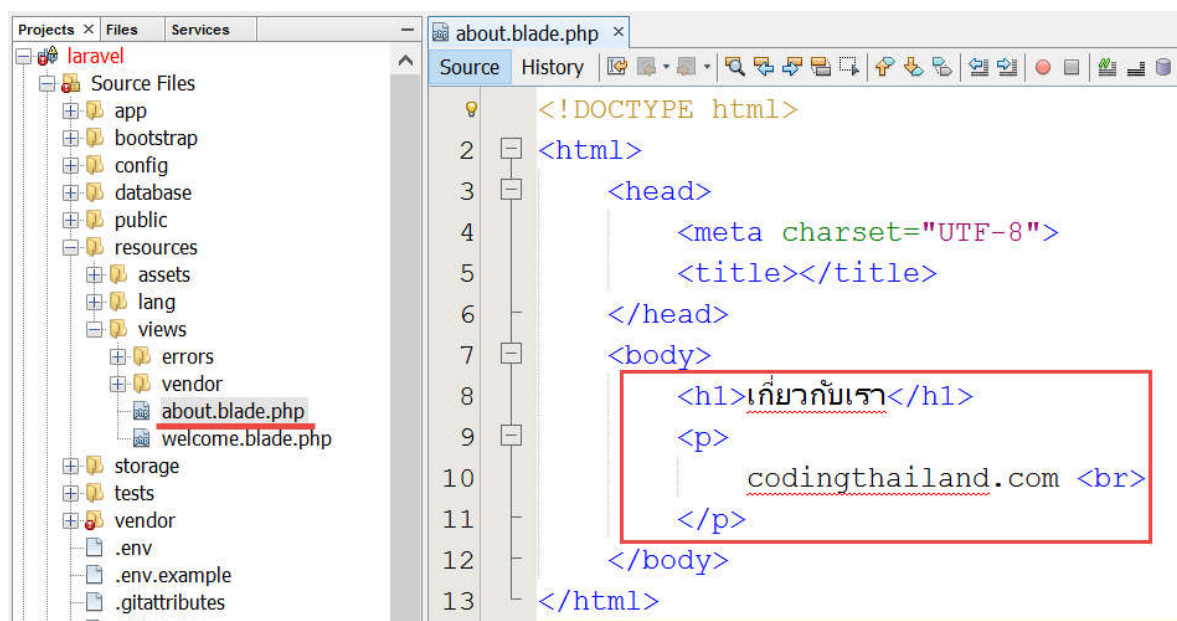 Projects Files Services
laravel
Source Files
app
bootstrap
config
database
public
resources
assets
lang
views
errors
vendor
about.blade.php
welcome.blade.php
storage
tests
vendor
.env
.env.example
.gitattributes
about.blade.php
Source History
<!DOCTYPE html>
2 <html>
3 <head>
4 <meta charset="UTF-8">
5 <title></title>
6 </head>
7 <body>
8 <h1>เกี่ยวกับเรา</h1>
9 <p>
10 codingthailand.com <br>
11 </p>
12 </body>
13 </html>